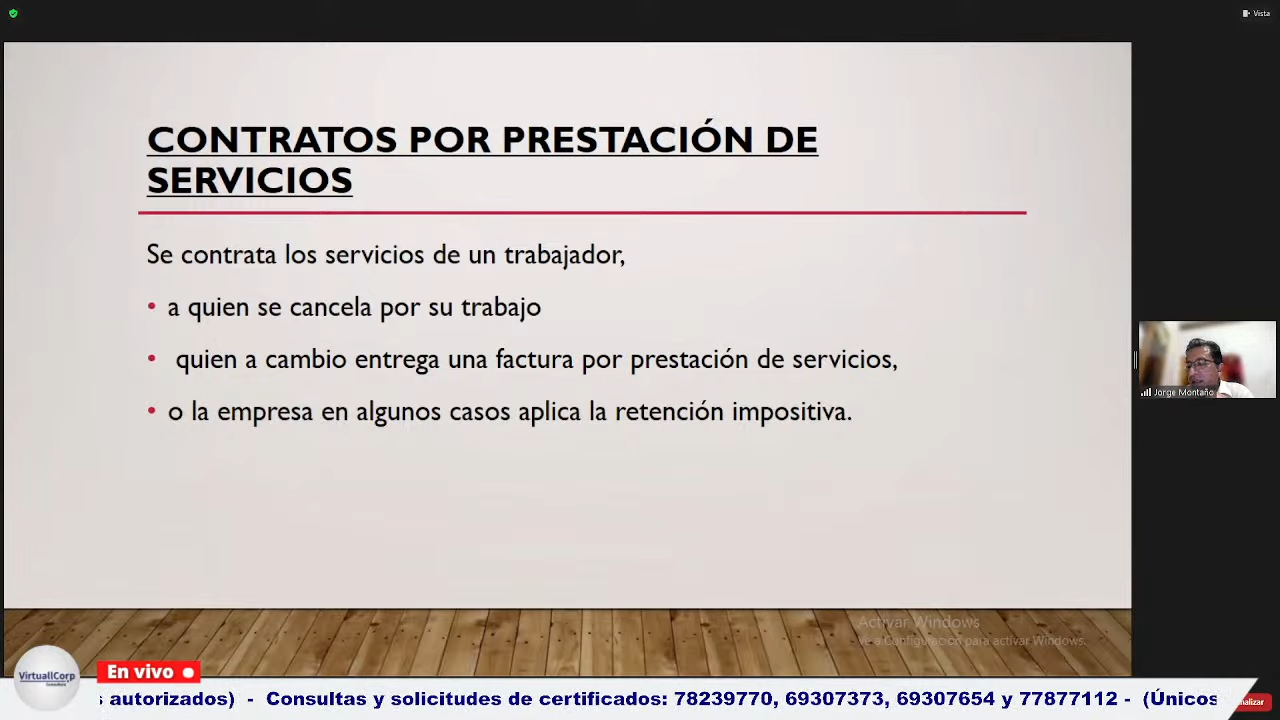 Vista
CONTRATOS POR PRESTACIÓN DE
SERVICIOS
Se contrata los servicios de un trabajador,
• a quien se cancela por su trabajo
• quien a cambio entrega una factura por prestación de servicios,
• o la empresa en algunos casos aplica la retención impositiva.
Jorge Montaño
Activar Windows
Ve a Configuración para activar Windows.
VirtuallCorp
En vivo
s autorizados) - Consultas y solicitudes de certificados: 78239770, 69307373, 69307654 y 77877112 - (Únicos
nalizar